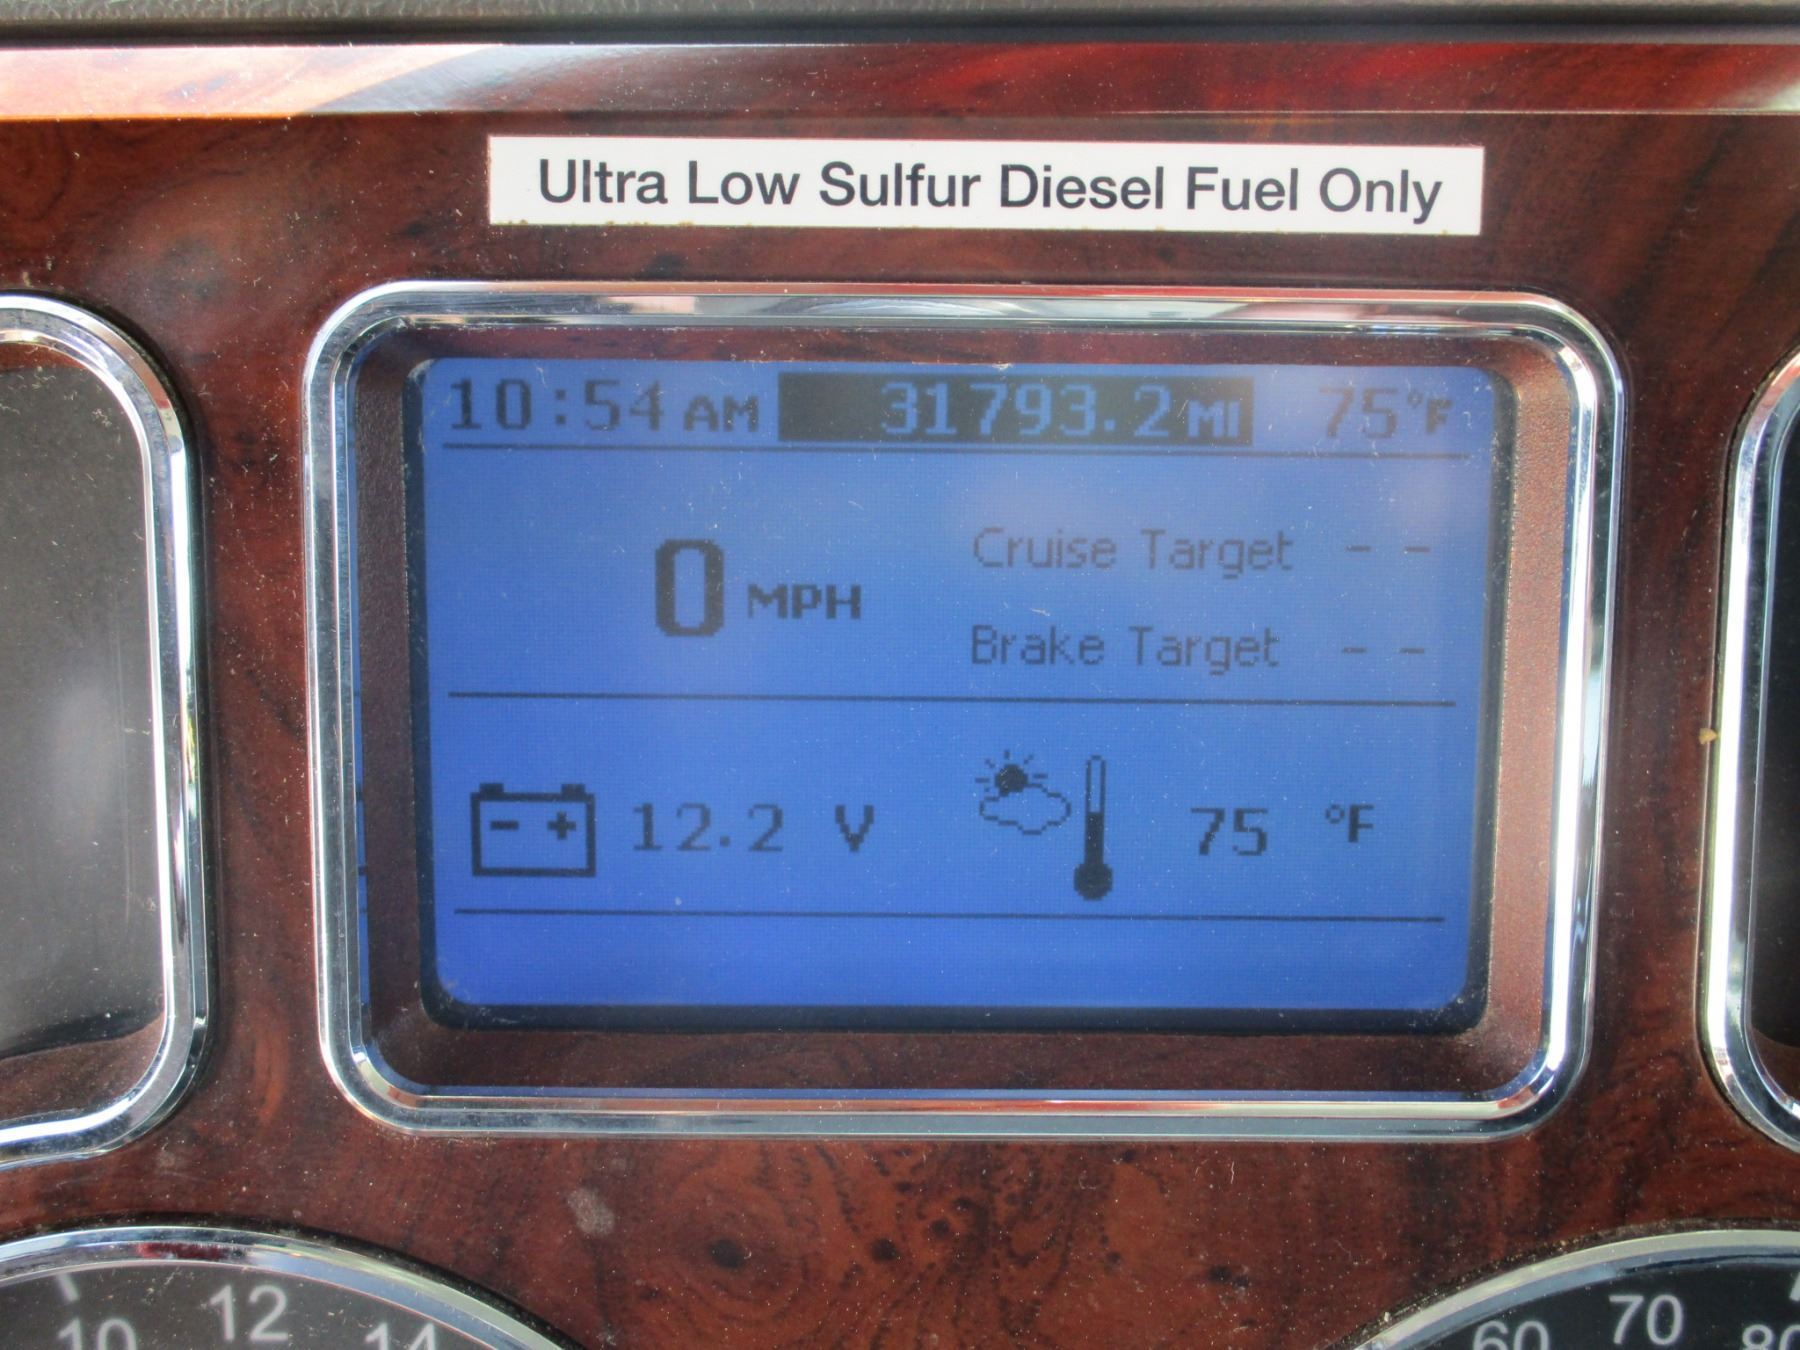 Ultra Low Sulfur Diesel Fuel Only
10:54 AM 31793.2 MI 75°F
0 MPH
Cruise Target - -
Brake Target - -
- + 12.2 V 75 °F
10 12 14
60 70 80